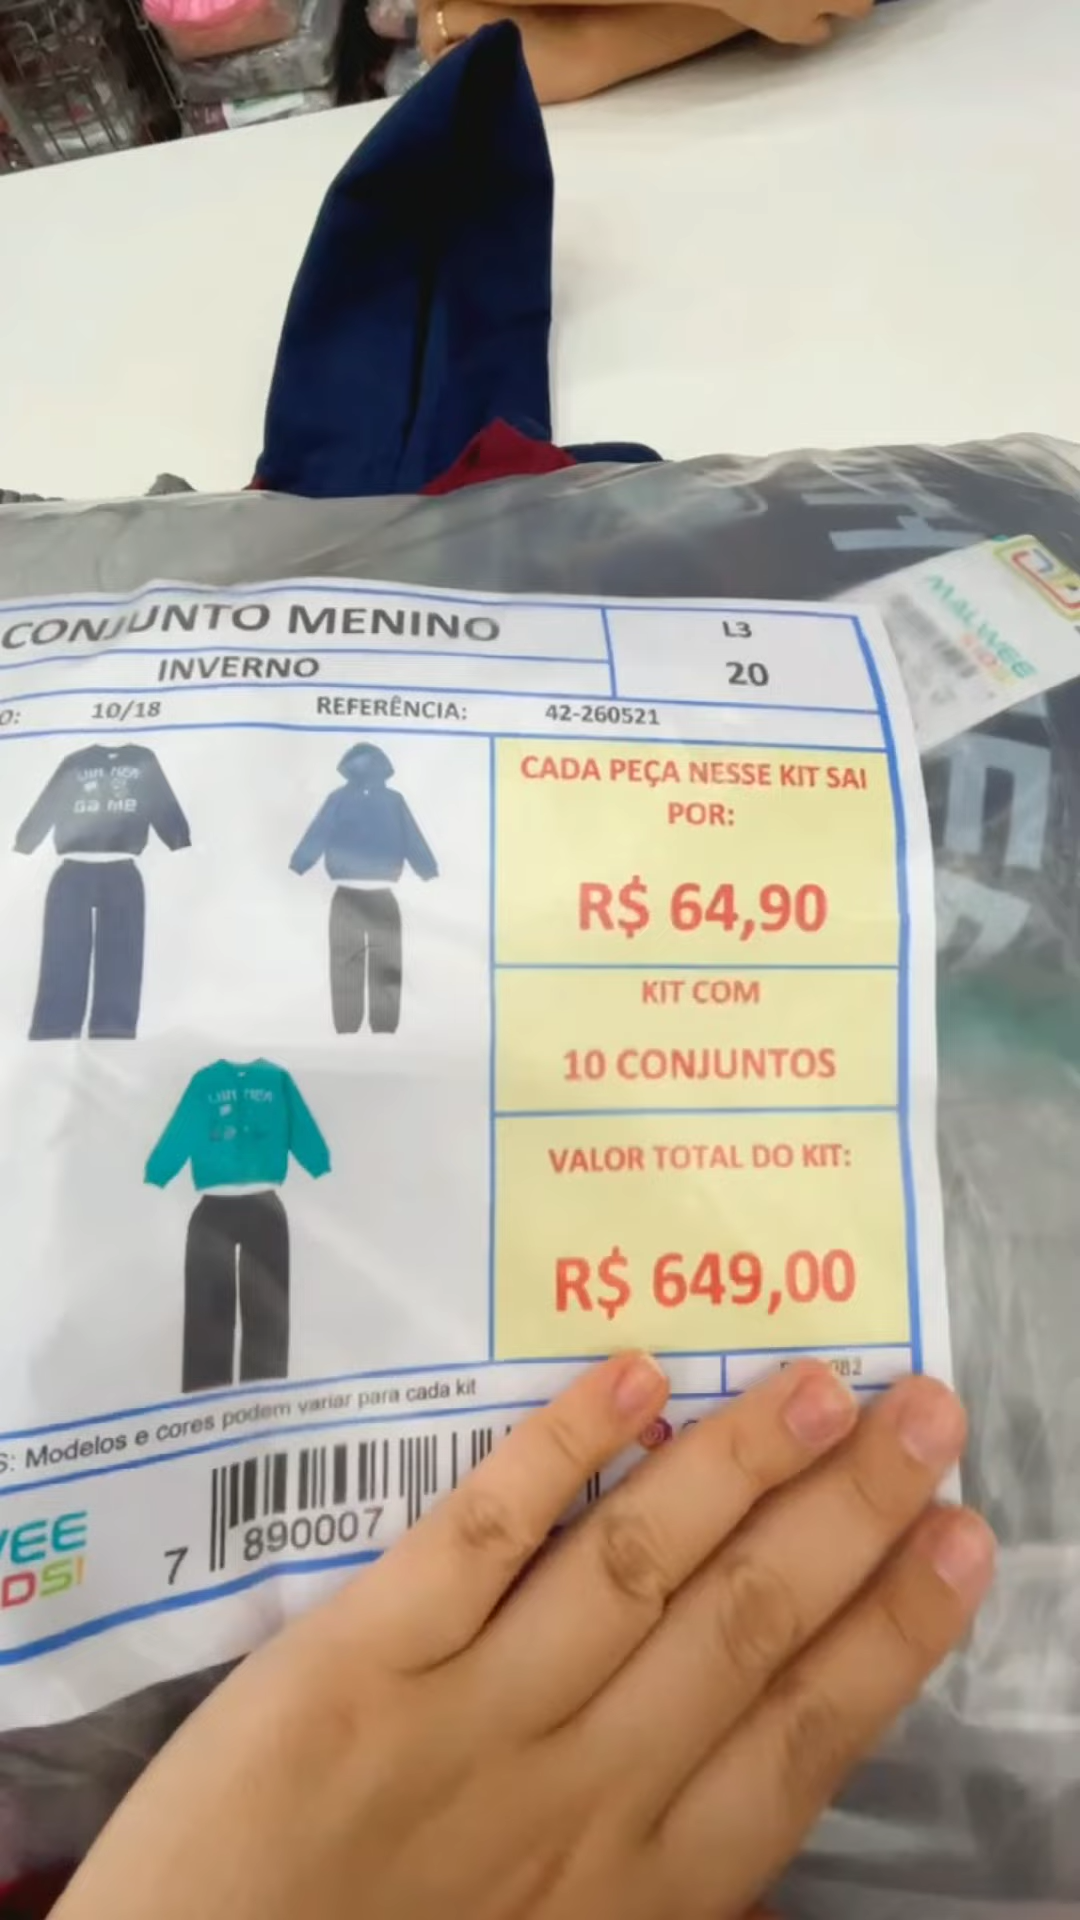 CONJUNTO MENINO
L3
INVERNO
20
O: 10/18 REFERÊNCIA: 42-260521
CADA PEÇA NESSE KIT SAI
POR:
R$ 64,90
KIT COM
10 CONJUNTOS
VALOR TOTAL DO KIT:
R$ 649,00
S: Modelos e cores podem variar para cada kit
7 890007
MALWEE